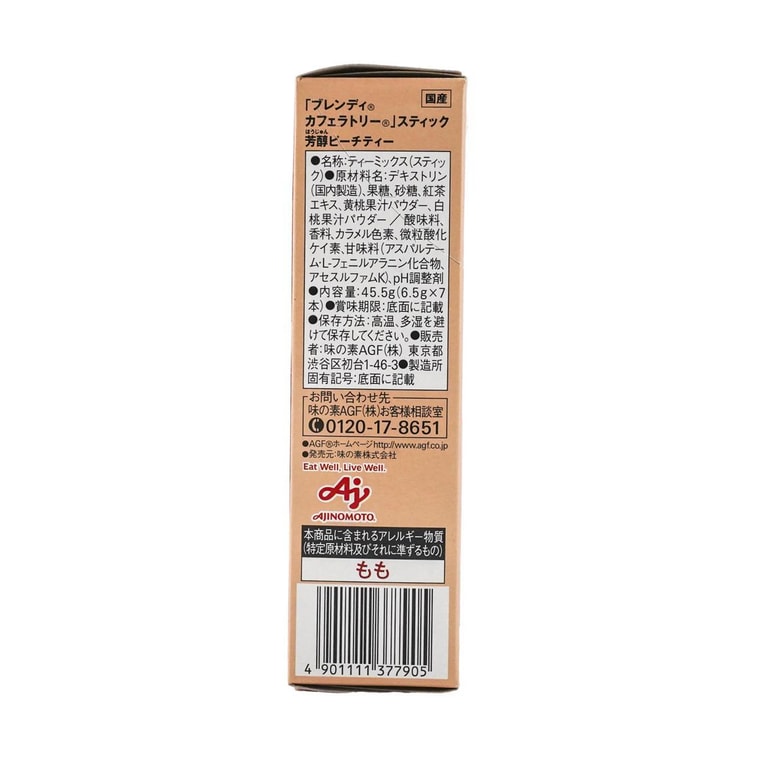 「ブレンディ® 国産
カフェラトリー®」スティック
ほうじゅん
芳醇ピーチティー
●名称:ティーミックス(スティッ
ク)●原材料名:デキストリン
(国内製造)、果糖、砂糖、紅茶
エキス、黄桃果汁パウダー、白
桃果汁パウダー/酸味料、
香料、カラメル色素、微粒酸化
ケイ素、甘味料(アスパルテー
ム・L-フェニルアラニン化合物、
アセスルファムK)、pH調整剤
●内容量:45.5g(6.5g×7
本)●賞味期限:底面に記載
●保存方法:高温、多湿を避
けて保存してください。●販売
者:味の素AGF(株) 東京都
渋谷区初台1-46-3●製造所
固有記号:底面に記載
お問い合わせ先
味の素AGF(株)お客様相談室
0120-17-8651
●AGF®ホームページhttp://www.agf.co.jp
●発売元:味の素株式会社
Eat Well, Live Well.
Aj
AJINOMOTO.
本商品に含まれるアレルギー物質
(特定原材料及びそれに準ずるもの)
もも
4 901111 377905